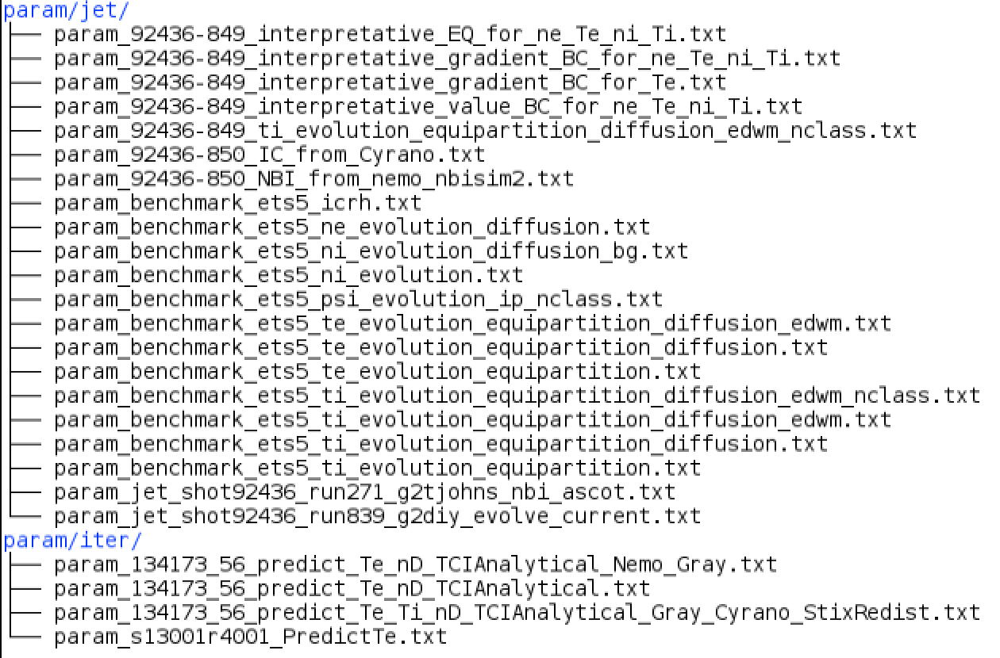 param/jet/
├── param_92436-849_interpretative_EQ_for_ne_Te_ni_Ti.txt
├── param_92436-849_interpretative_gradient_BC_for_ne_Te_ni_Ti.txt
├── param_92436-849_interpretative_gradient_BC_for_Te.txt
├── param_92436-849_interpretative_value_BC_for_ne_Te_ni_Ti.txt
├── param_92436-849_ti_evolution_equipartition_diffusion_edwm_nclass.txt
├── param_92436-850_IC_from_Cyrano.txt
├── param_92436-850_NBI_from_nemo_nbisim2.txt
├── param_benchmark_ets5_icrh.txt
├── param_benchmark_ets5_ne_evolution_diffusion.txt
├── param_benchmark_ets5_ni_evolution_diffusion_bg.txt
├── param_benchmark_ets5_ni_evolution.txt
├── param_benchmark_ets5_psi_evolution_ip_nclass.txt
├── param_benchmark_ets5_te_evolution_equipartition_diffusion_edwm.txt
├── param_benchmark_ets5_te_evolution_equipartition_diffusion.txt
├── param_benchmark_ets5_te_evolution_equipartition.txt
├── param_benchmark_ets5_ti_evolution_equipartition_diffusion_edwm_nclass.txt
├── param_benchmark_ets5_ti_evolution_equipartition_diffusion_edwm.txt
├── param_benchmark_ets5_ti_evolution_equipartition_diffusion.txt
├── param_benchmark_ets5_ti_evolution_equipartition.txt
├── param_jet_shot92436_run271_g2tjohns_nbi_ascot.txt
└── param_jet_shot92436_run839_g2diy_evolve_current.txt
param/iter/
├── param_134173_56_predict_Te_nD_TCIAnalytical_Nemo_Gray.txt
├── param_134173_56_predict_Te_nD_TCIAnalytical.txt
├── param_134173_56_predict_Te_Ti_nD_TCIAnalytical_Gray_Cyrano_StixRedist.txt
└── param_s13001r4001_PredictTe.txt